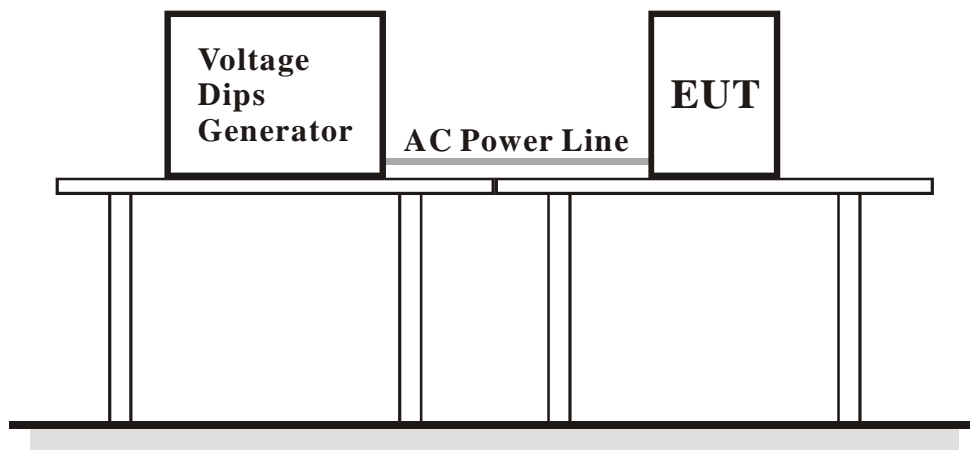 Voltage
Dips
Generator
EUT
AC Power Line